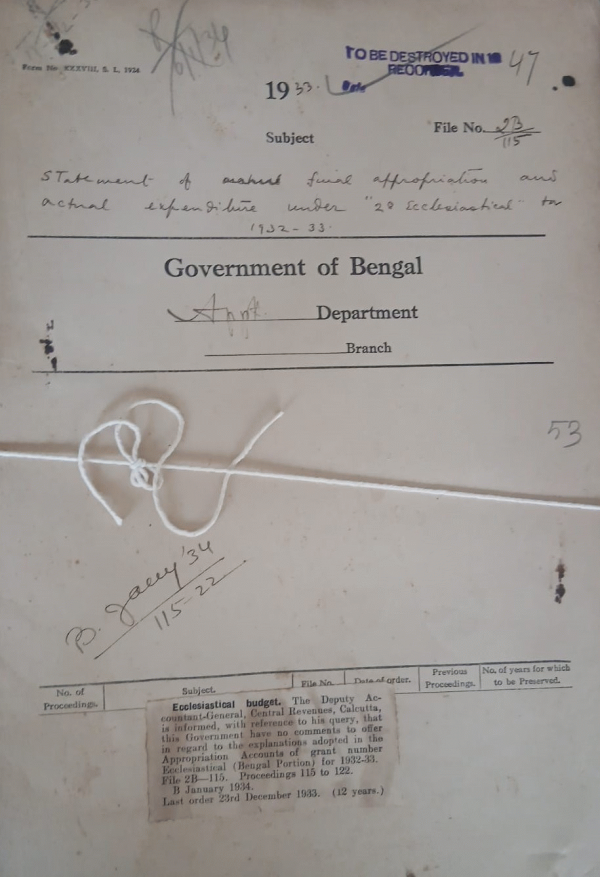 Form No. XXXVIII, S. L., 1934
6/1/34
TO BE DESTROYED IN
47
1933.
Date
File No. 2B/115
Subject
Statement of final appropriation and
actual expenditure under "28 Ecclesiastical" for
1932-33.
Government of Bengal
Appt. Department
Branch
53
B. Jany '34
115-22
No. of Proceedings.
Subject.
File No.
Date of order.
Previous Proceedings.
No. of years for which to be Preserved.
Ecclesiastical budget. The Deputy Ac-
countant-General, Central Revenues, Calcutta,
is informed, with reference to his query, that
this Government have no comments to offer
in regard to the explanations adopted in the
Appropriation Accounts of grant number
Ecclesiastical (Bengal Portion) for 1932-33.
File 2B—115. Proceedings 115 to 122.
B January 1934.
Last order 23rd December 1933. (12 years.)